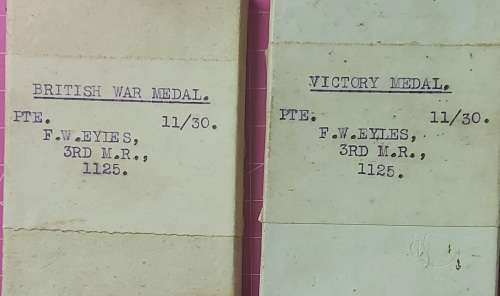 BRITISH WAR MEDAL.
PTE. 11/30.
F.W.EYIES,
3RD M.R.,
1125.
VICTORY MEDAL.
PTE. 11/30.
F.W.EYLES,
3RD M.R.,
1125.